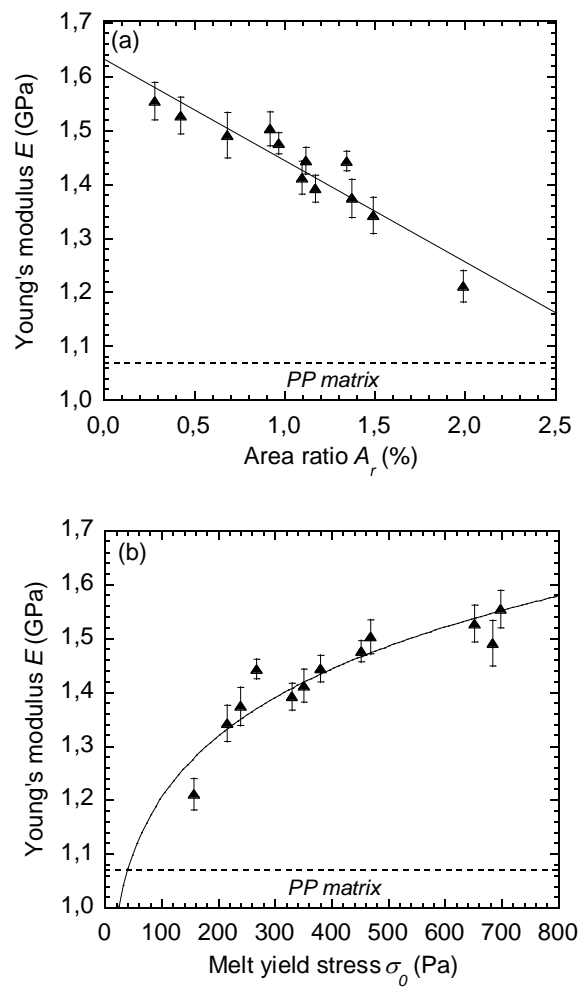 (a)
1,7
1,6
1,5
1,4
1,3
1,2
1,1
1,0
Young's modulus E (GPa)
PP matrix
0,0 0,5 1,0 1,5 2,0 2,5
Area ratio A_r (%)
(b)
1,7
1,6
1,5
1,4
1,3
1,2
1,1
1,0
Young's modulus E (GPa)
PP matrix
0 100 200 300 400 500 600 700 800
Melt yield stress σ_0 (Pa)